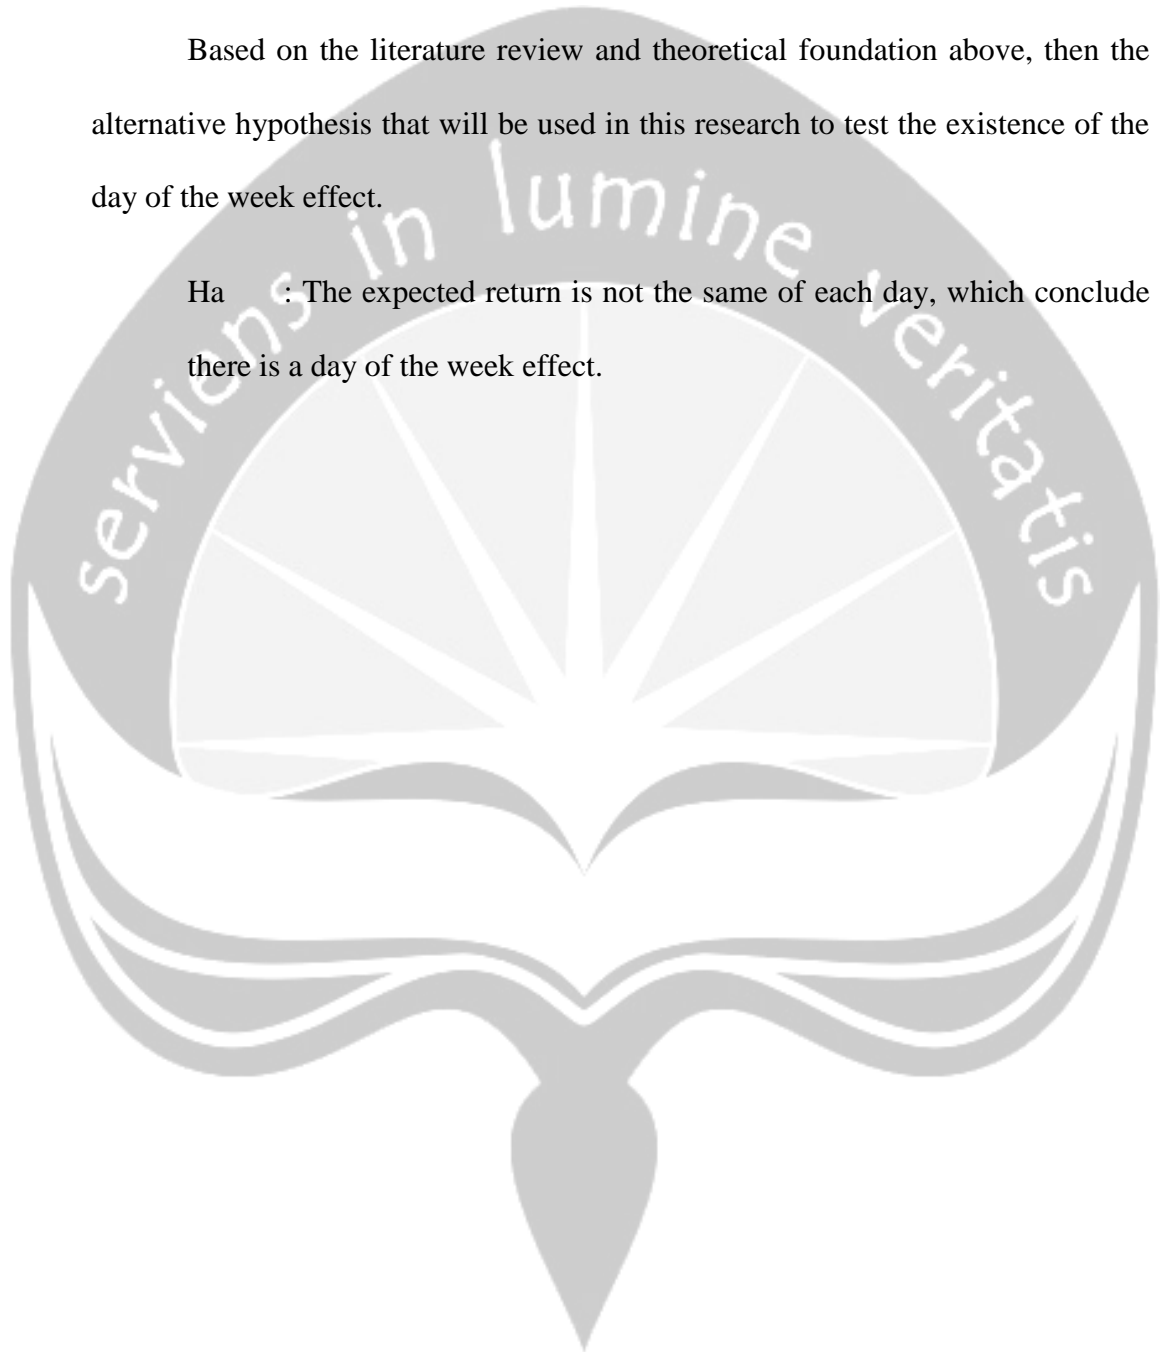 Based on the literature review and theoretical foundation above, then the
alternative hypothesis that will be used in this research to test the existence of the
day of the week effect.
serviens in lumine veritatis
Ha : The expected return is not the same of each day, which conclude
there is a day of the week effect.